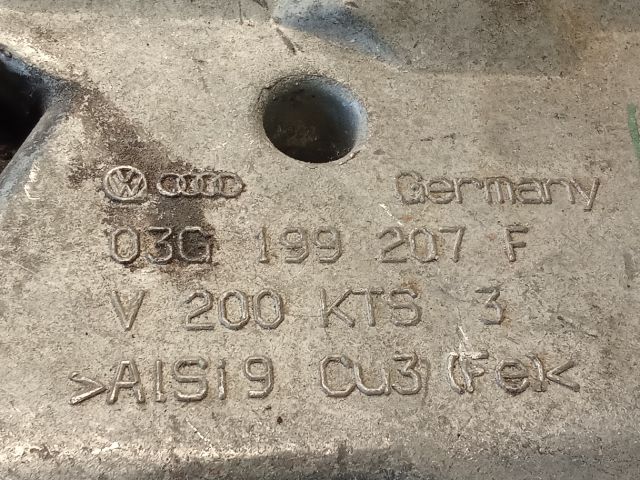 Germany
03G 199 207 F
V 200 KTS 3
>AlSi9 Cu3(Fe)<